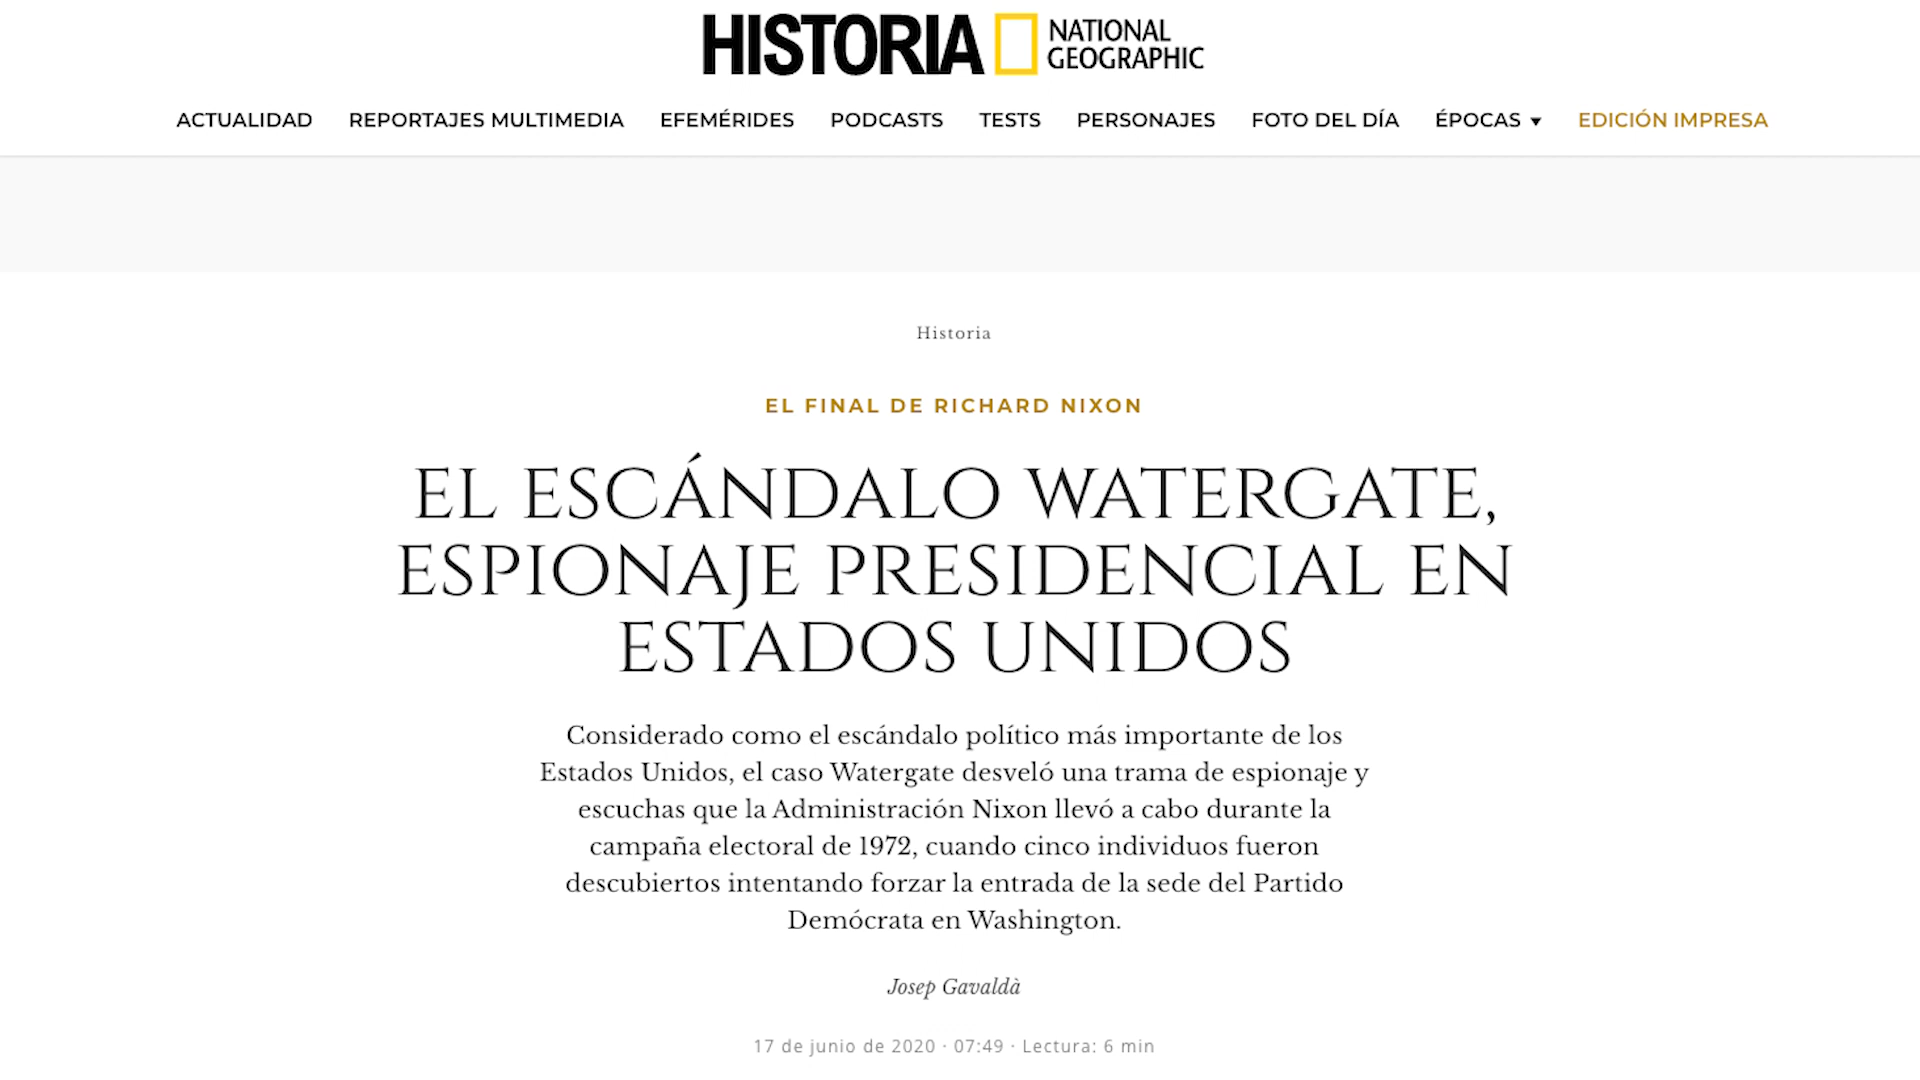 HISTORIA NATIONAL GEOGRAPHIC
ACTUALIDAD REPORTAJES MULTIMEDIA EFEMÉRIDES PODCASTS TESTS PERSONAJES FOTO DEL DÍA ÉPOCAS EDICIÓN IMPRESA
Historia
EL FINAL DE RICHARD NIXON
EL ESCÁNDALO WATERGATE,
ESPIONAJE PRESIDENCIAL EN
ESTADOS UNIDOS
Considerado como el escándalo político más importante de los
Estados Unidos, el caso Watergate desveló una trama de espionaje y
escuchas que la Administración Nixon llevó a cabo durante la
campaña electoral de 1972, cuando cinco individuos fueron
descubiertos intentando forzar la entrada de la sede del Partido
Demócrata en Washington.
Josep Gavaldà
17 de junio de 2020 · 07:49 · Lectura: 6 min